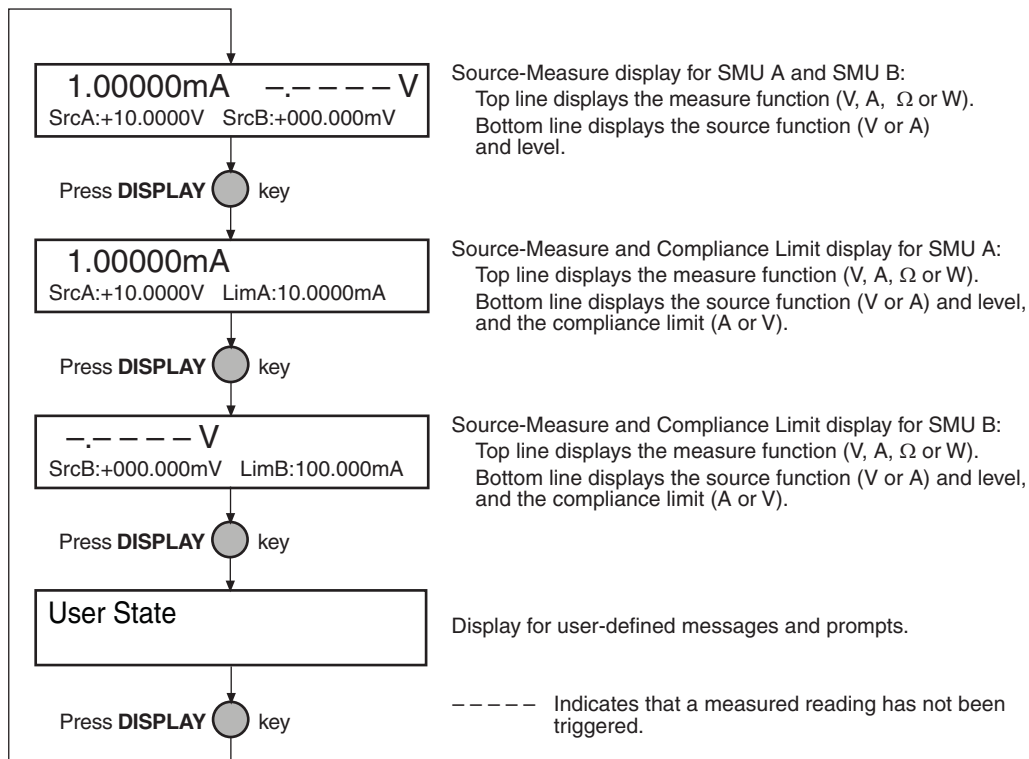 1.00000mA –.– – – – V
SrcA:+10.0000V SrcB:+000.000mV
Source-Measure display for SMU A and SMU B:
Top line displays the measure function (V, A, Ω or W).
Bottom line displays the source function (V or A)
and level.
Press DISPLAY key
1.00000mA
SrcA:+10.0000V LimA:10.0000mA
Source-Measure and Compliance Limit display for SMU A:
Top line displays the measure function (V, A, Ω or W).
Bottom line displays the source function (V or A) and level,
and the compliance limit (A or V).
Press DISPLAY key
–.– – – – V
SrcB:+000.000mV LimB:100.000mA
Source-Measure and Compliance Limit display for SMU B:
Top line displays the measure function (V, A, Ω or W).
Bottom line displays the source function (V or A) and level,
and the compliance limit (A or V).
Press DISPLAY key
User State
Display for user-defined messages and prompts.
Press DISPLAY key
– – – – – Indicates that a measured reading has not been
triggered.